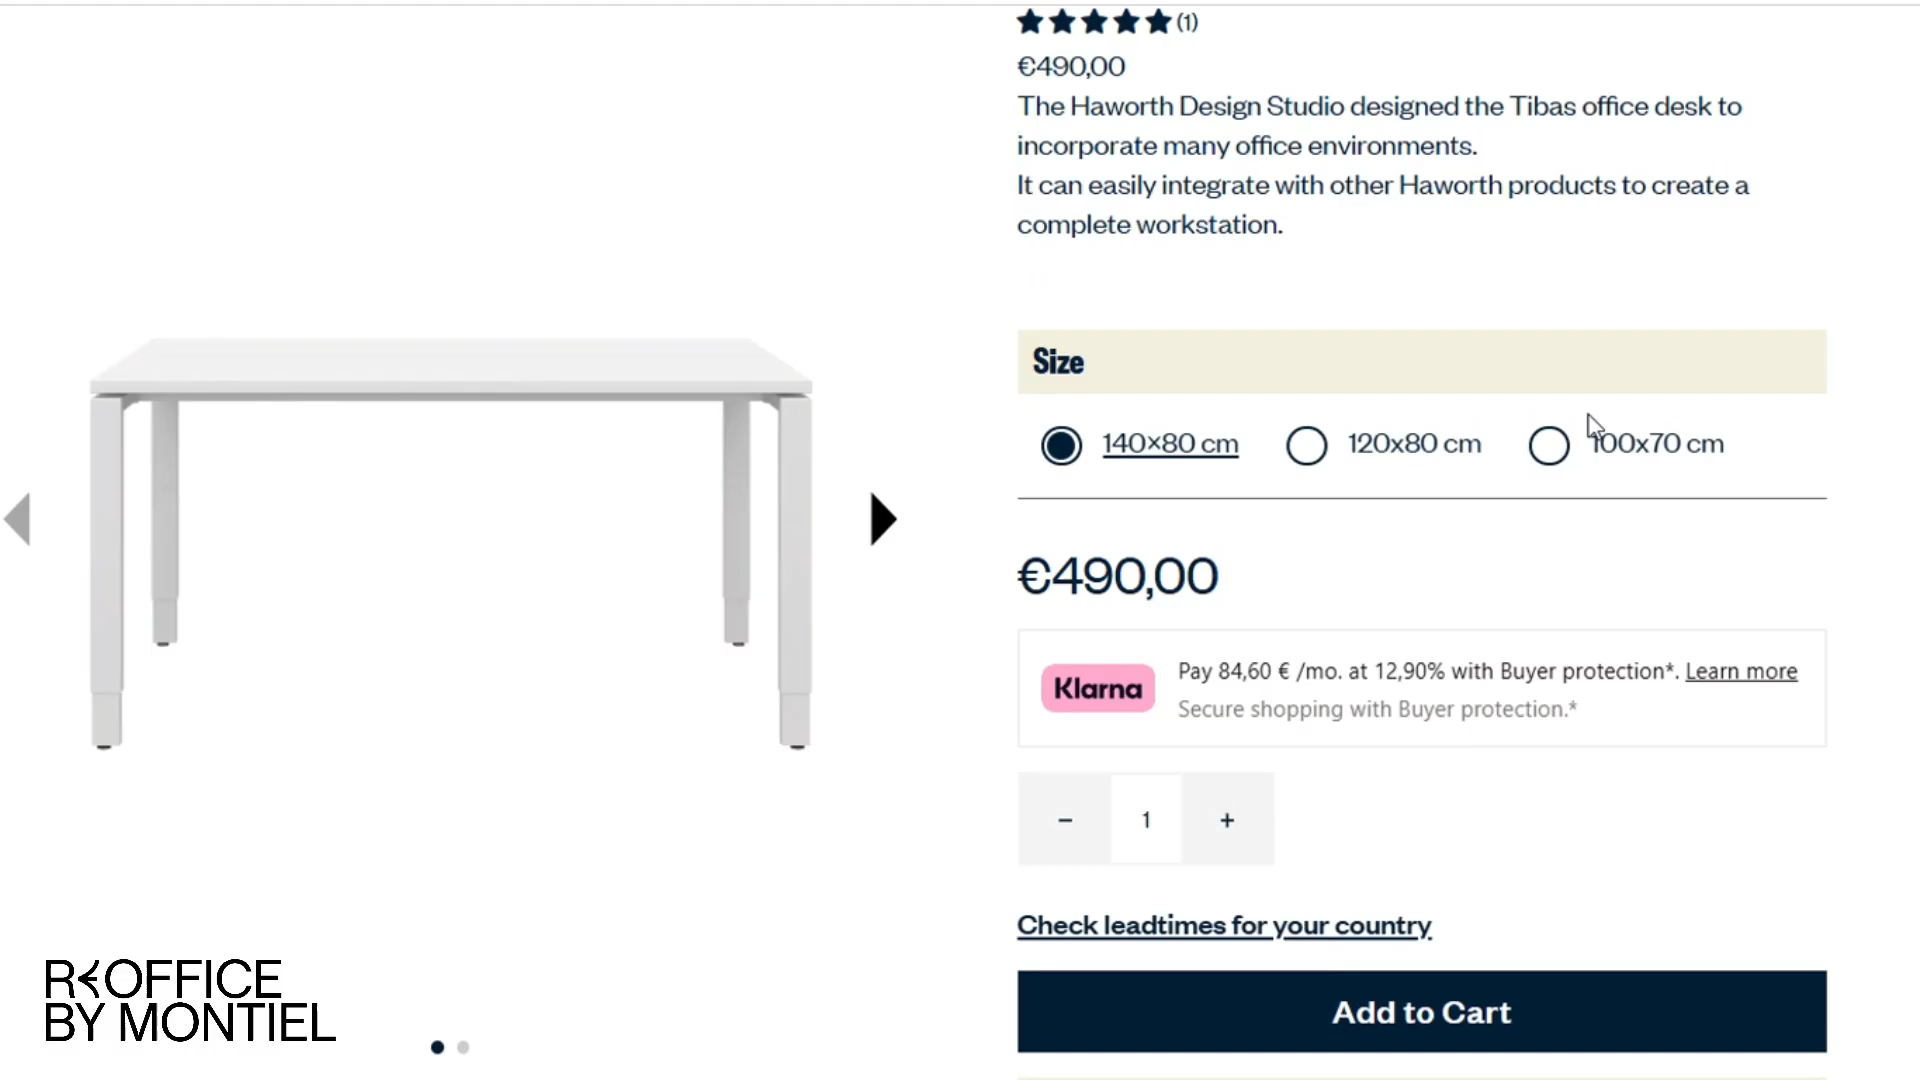 (1)
€490,00
The Haworth Design Studio designed the Tibas office desk to
incorporate many office environments.
It can easily integrate with other Haworth products to create a
complete workstation.
Size
140×80 cm
120x80 cm
100x70 cm
€490,00
Klarna
Pay 84,60 € /mo. at 12,90% with Buyer protection*. Learn more
Secure shopping with Buyer protection.*
− 1 +
Check leadtimes for your country
Add to Cart
REOFFICE
BY MONTIEL